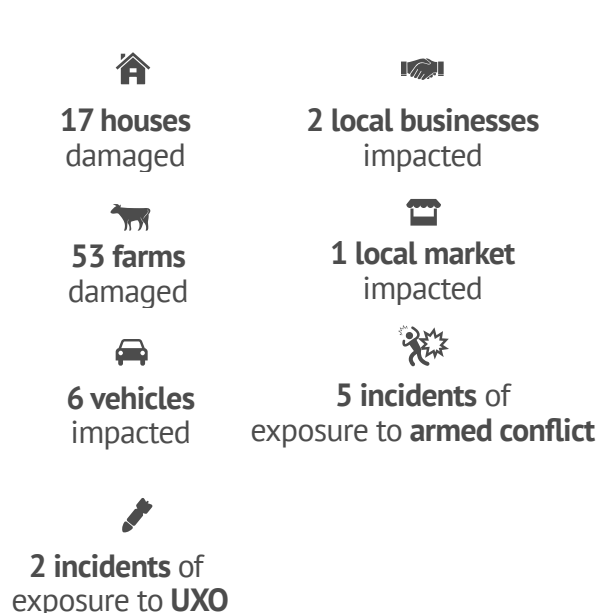 17 houses
damaged
2 local businesses
impacted
53 farms
damaged
1 local market
impacted
6 vehicles
impacted
5 incidents of
exposure to armed conflict
2 incidents of
exposure to UXO